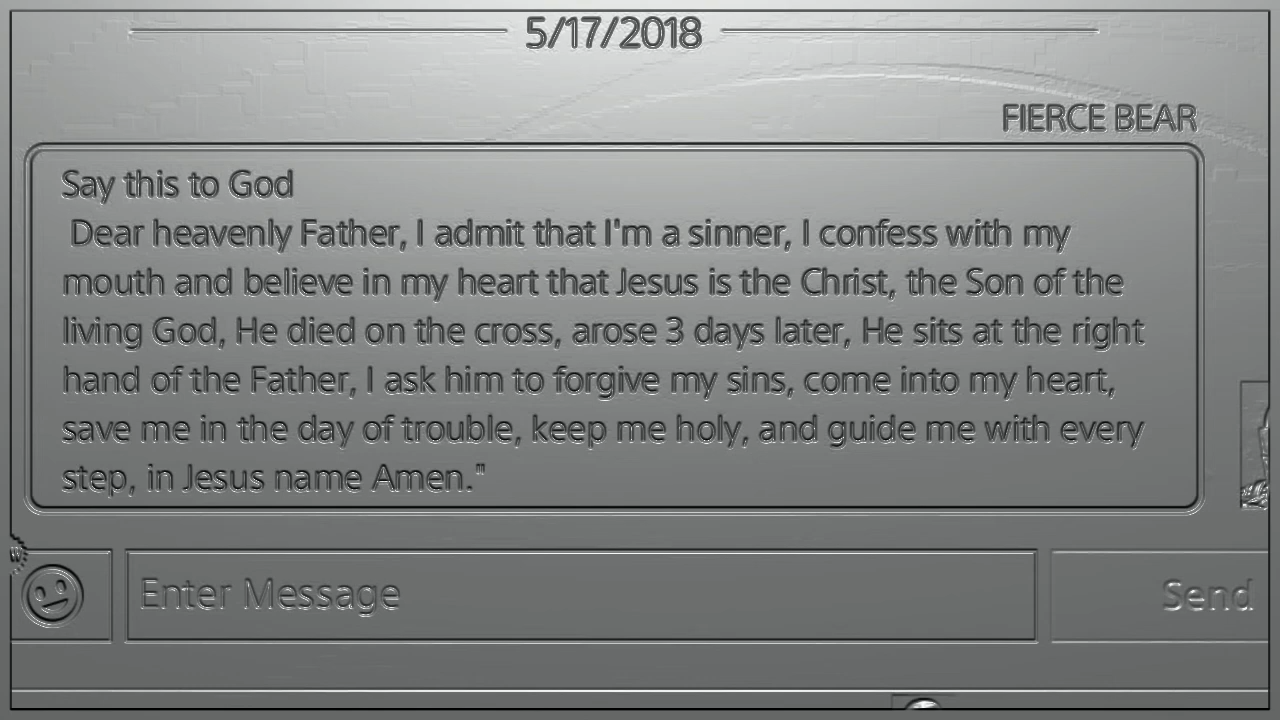 5/17/2018
FIERCE BEAR
Say this to God
Dear heavenly Father, I admit that I'm a sinner, I confess with my
mouth and believe in my heart that Jesus is the Christ, the Son of the
living God, He died on the cross, arose 3 days later, He sits at the right
hand of the Father, I ask him to forgive my sins, come into my heart,
save me in the day of trouble, keep me holy, and guide me with every
step, in Jesus name Amen."
Enter Message
Send